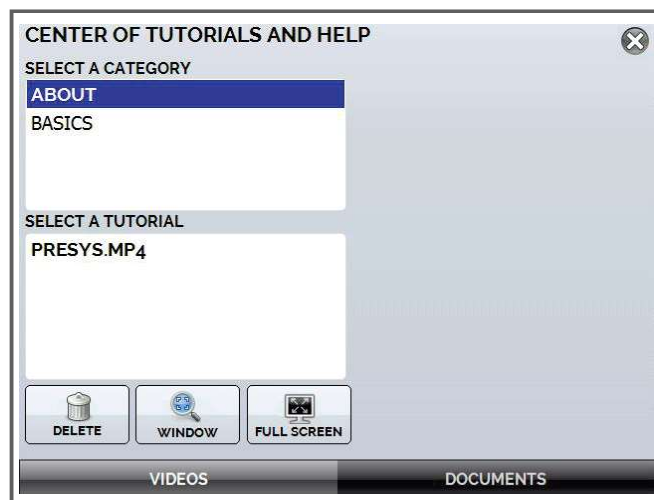 CENTER OF TUTORIALS AND HELP
SELECT A CATEGORY
ABOUT
BASICS
SELECT A TUTORIAL
PRESYS.MP4
DELETE
WINDOW
FULL SCREEN
VIDEOS
DOCUMENTS